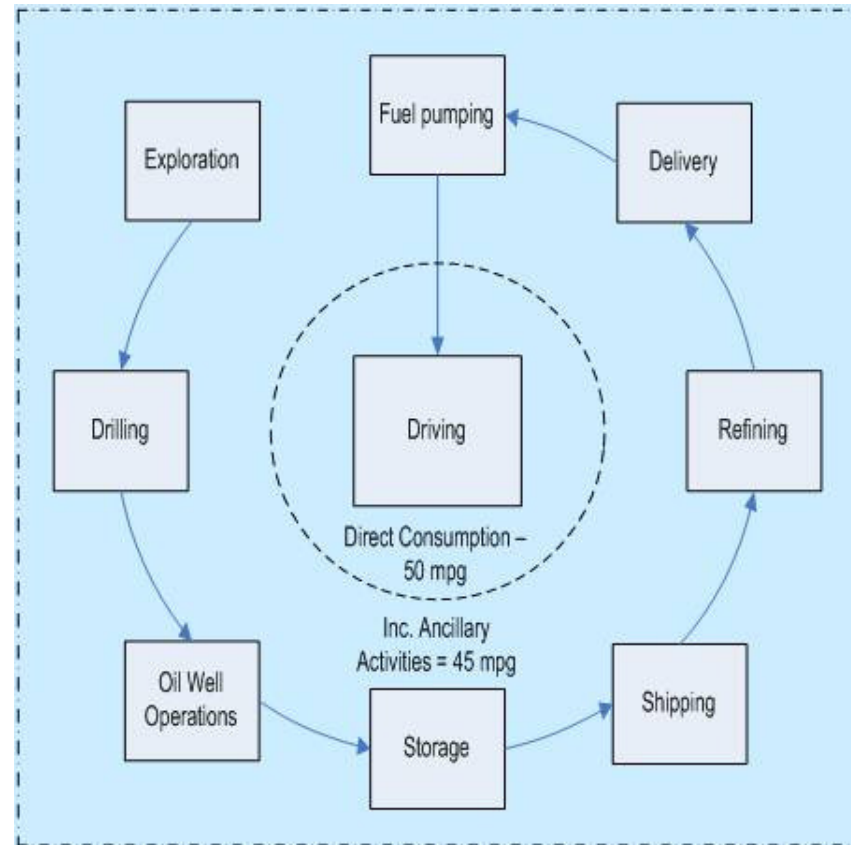 Fuel pumping
Exploration
Delivery
Drilling
Driving
Refining
Direct Consumption –
50 mpg
Inc. Ancillary
Activities = 45 mpg
Oil Well
Operations
Storage
Shipping